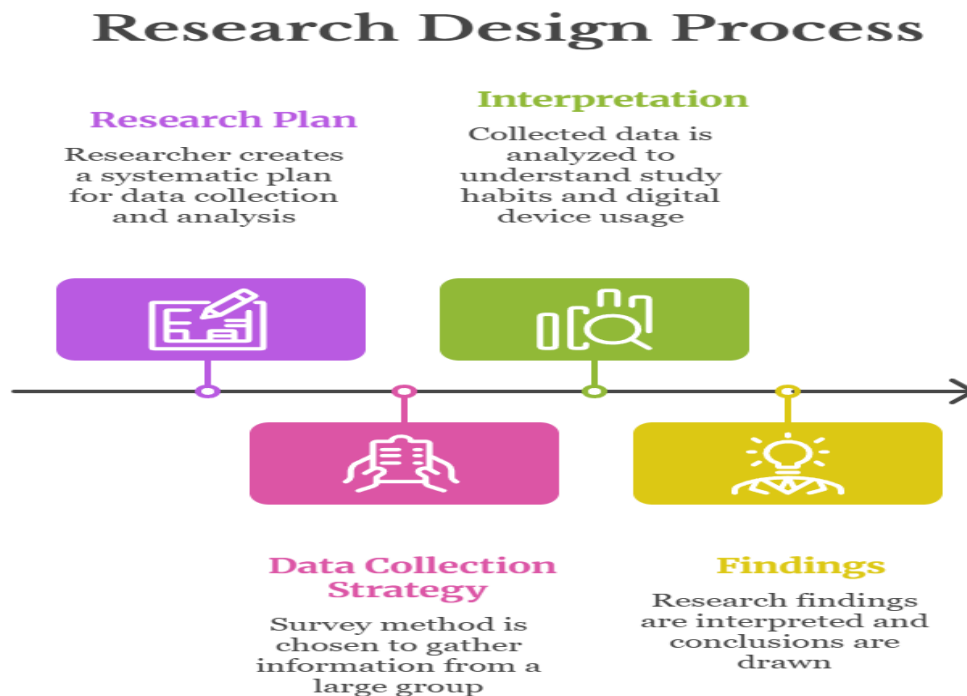 Research Design Process
Research Plan
Researcher creates
a systematic plan
for data collection
and analysis
Data Collection
Strategy
Survey method is
chosen to gather
information from a
large group
Interpretation
Collected data is
analyzed to
understand study
habits and digital
device usage
Findings
Research findings
are interpreted and
conclusions are
drawn